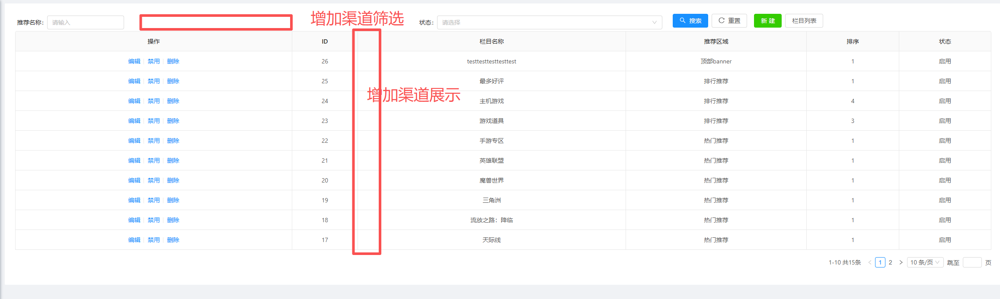 推荐名称： 请输入 增加渠道筛选 状态： 请选择 搜索 重置 新 建 栏目列表
操作 ID 栏目名称 推荐区域 排序 状态
编辑 禁用 删除 26 testtesttesttesttest 顶部banner 1 启用
编辑 禁用 删除 25 最多好评 排行推荐 1 启用
增加渠道展示
编辑 禁用 删除 24 主机游戏 排行推荐 4 启用
编辑 禁用 删除 23 游戏道具 排行推荐 3 启用
编辑 禁用 删除 22 手游专区 热门推荐 1 启用
编辑 禁用 删除 21 英雄联盟 热门推荐 1 启用
编辑 禁用 删除 20 魔兽世界 热门推荐 1 启用
编辑 禁用 删除 19 三角洲 热门推荐 1 启用
编辑 禁用 删除 18 流放之路：降临 热门推荐 1 启用
编辑 禁用 删除 17 天际线 热门推荐 1 启用
1-10 共15条 < 1 2 > 10 条/页 跳至 页